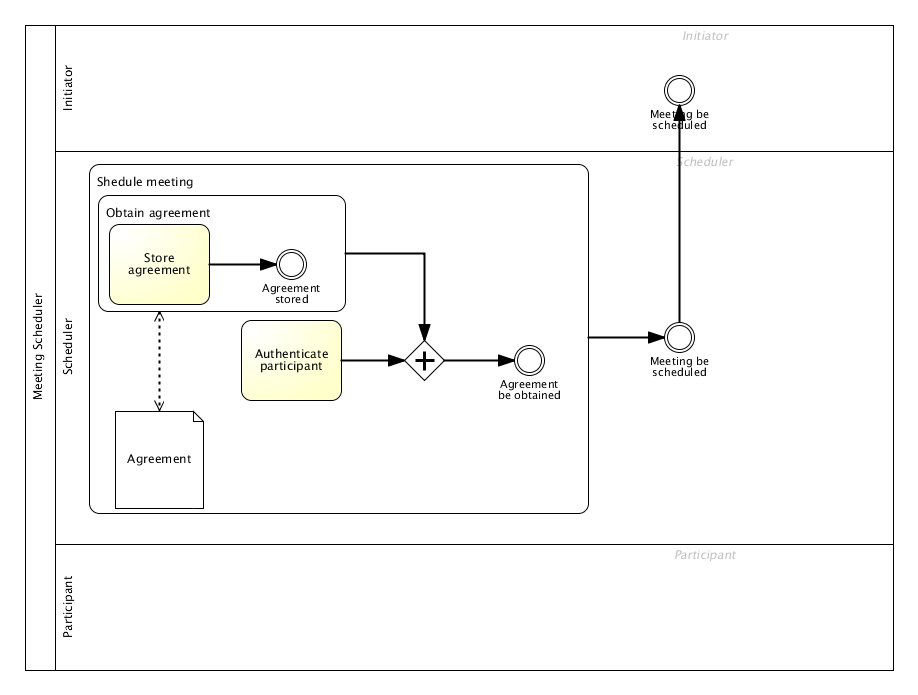 Meeting Scheduler
Initiator
Initiator
Meeting be
scheduled
Scheduler
Scheduler
Shedule meeting
Obtain agreement
Store
agreement
Agreement
stored
Authenticate
participant
Agreement
be obtained
Meeting be
scheduled
Agreement
Participant
Participant